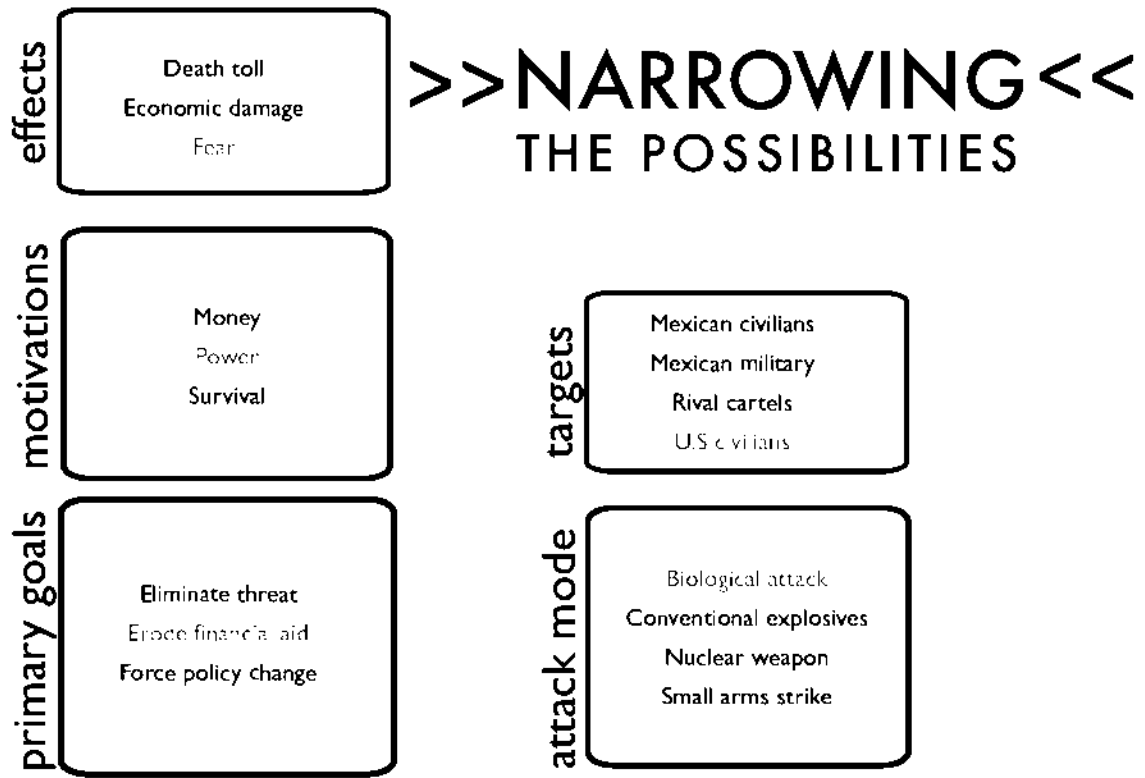 effects
Death toll
Economic damage
Fear
>>NARROWING<<
THE POSSIBILITIES
motivations
Money
Power
Survival
targets
Mexican civilians
Mexican military
Rival cartels
U.S civilians
primary goals
Eliminate threat
Erode financial aid
Force policy change
attack mode
Biological attack
Conventional explosives
Nuclear weapon
Small arms strike